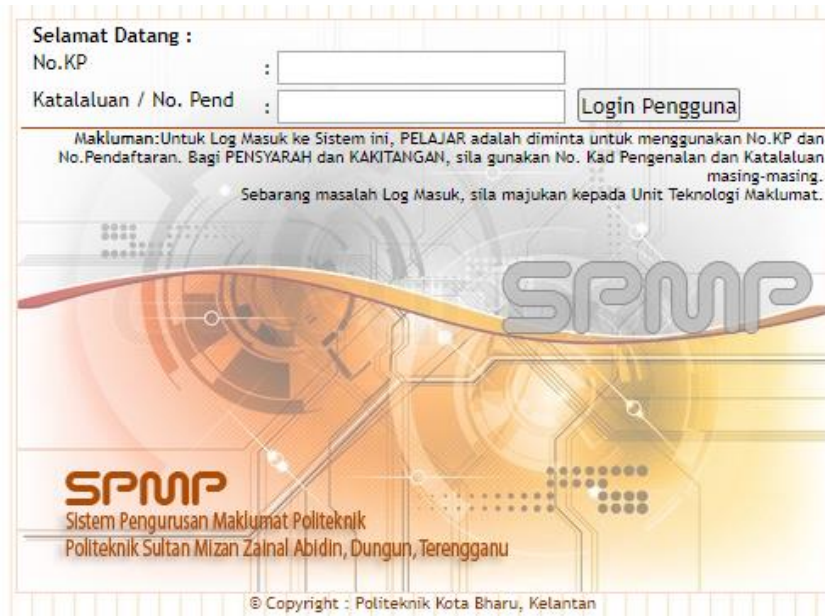 Selamat Datang :
No.KP :
Katalaluan / No. Pend : Login Pengguna
Makluman:Untuk Log Masuk ke Sistem ini, PELAJAR adalah diminta untuk menggunakan No.KP dan
No.Pendaftaran. Bagi PENSYARAH dan KAKITANGAN, sila gunakan No. Kad Pengenalan dan Katalaluan
masing-masing.
Sebarang masalah Log Masuk, sila majukan kepada Unit Teknologi Maklumat.
SPMP
SPMP
Sistem Pengurusan Maklumat Politeknik
Politeknik Sultan Mizan Zainal Abidin, Dungun, Terengganu
© Copyright : Politeknik Kota Bharu, Kelantan